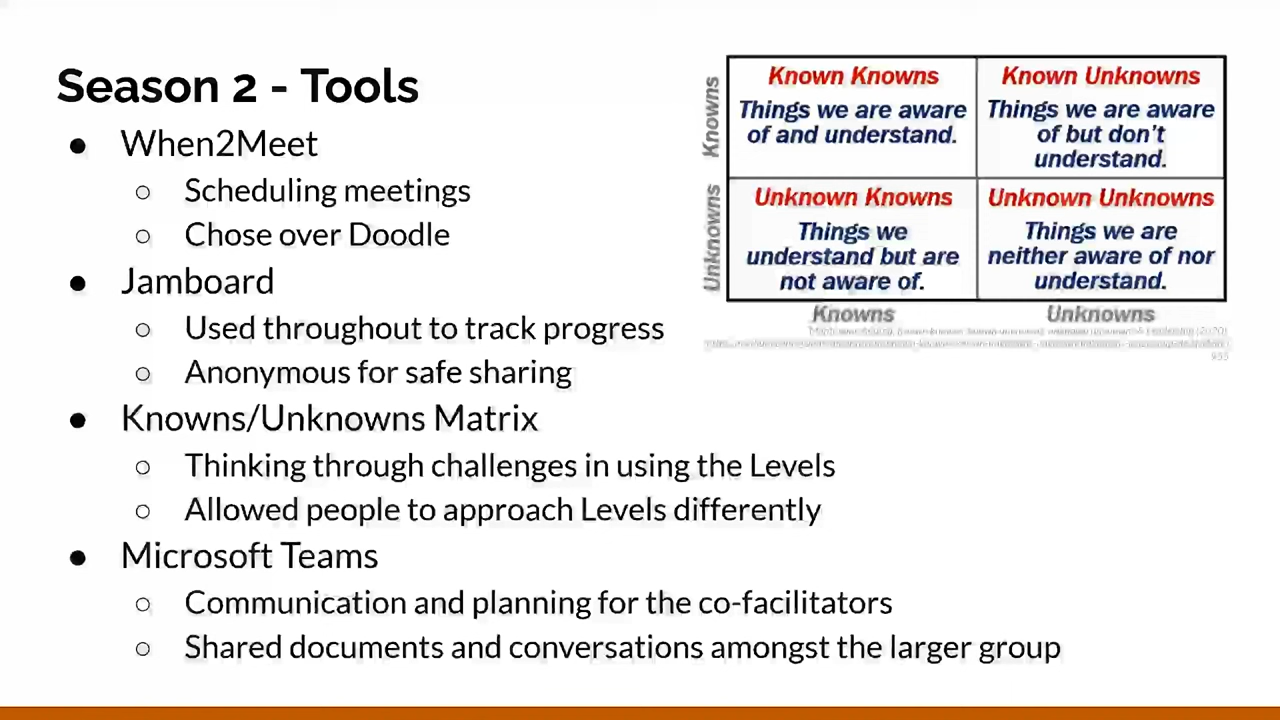 Season 2 - Tools
● When2Meet
○ Scheduling meetings
○ Chose over Doodle
● Jamboard
○ Used throughout to track progress
○ Anonymous for safe sharing
● Knowns/Unknowns Matrix
○ Thinking through challenges in using the Levels
○ Allowed people to approach Levels differently
● Microsoft Teams
○ Communication and planning for the co-facilitators
○ Shared documents and conversations amongst the larger group
Knowns
Known Knowns
Things we are aware
of and understand.
Known Unknowns
Things we are aware
of but don't
understand.
Unknowns
Unknown Knowns
Things we
understand but are
not aware of.
Unknown Unknowns
Things we are
neither aware of nor
understand.
Knowns
Unknowns